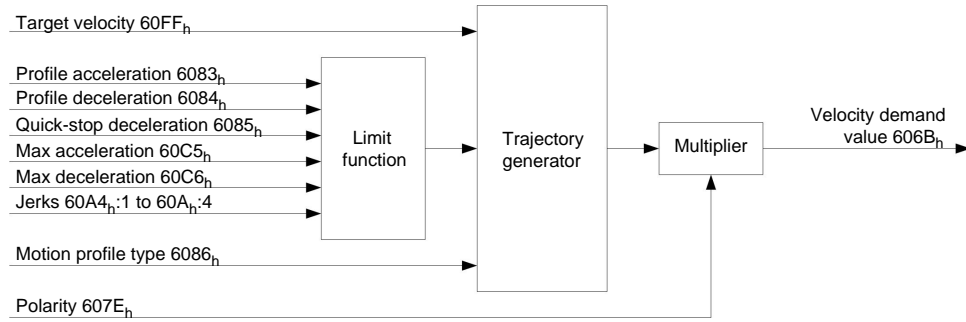 Target velocity 60FFh
Profile acceleration 6083h
Profile deceleration 6084h
Quick-stop deceleration 6085h
Max acceleration 60C5h
Max deceleration 60C6h
Jerks 60A4h:1 to 60Ah:4
Motion profile type 6086h
Polarity 607Eh
Limit
function
Trajectory
generator
Multiplier
Velocity demand
value 606Bh